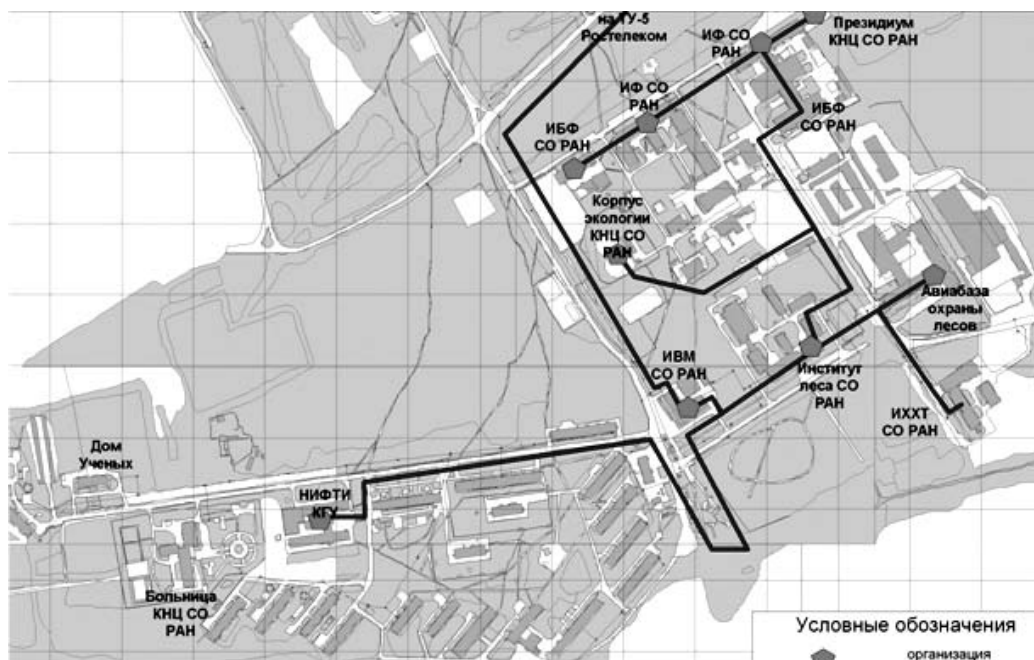 на ТУ-5
Ростелеком
ИФ СО
РАН
Президиум
КНЦ СО РАН
ИФ СО
РАН
ИБФ
СО РАН
ИБФ
СО РАН
Корпус
экологии
КНЦ СО
РАН
Авиабаза
охраны
лесов
ИВМ
СО РАН
Институт
леса СО
РАН
ИХХТ
СО РАН
Дом
Ученых
НИФТИ
КГУ
Больница
КНЦ СО
РАН
Условные обозначения
организация